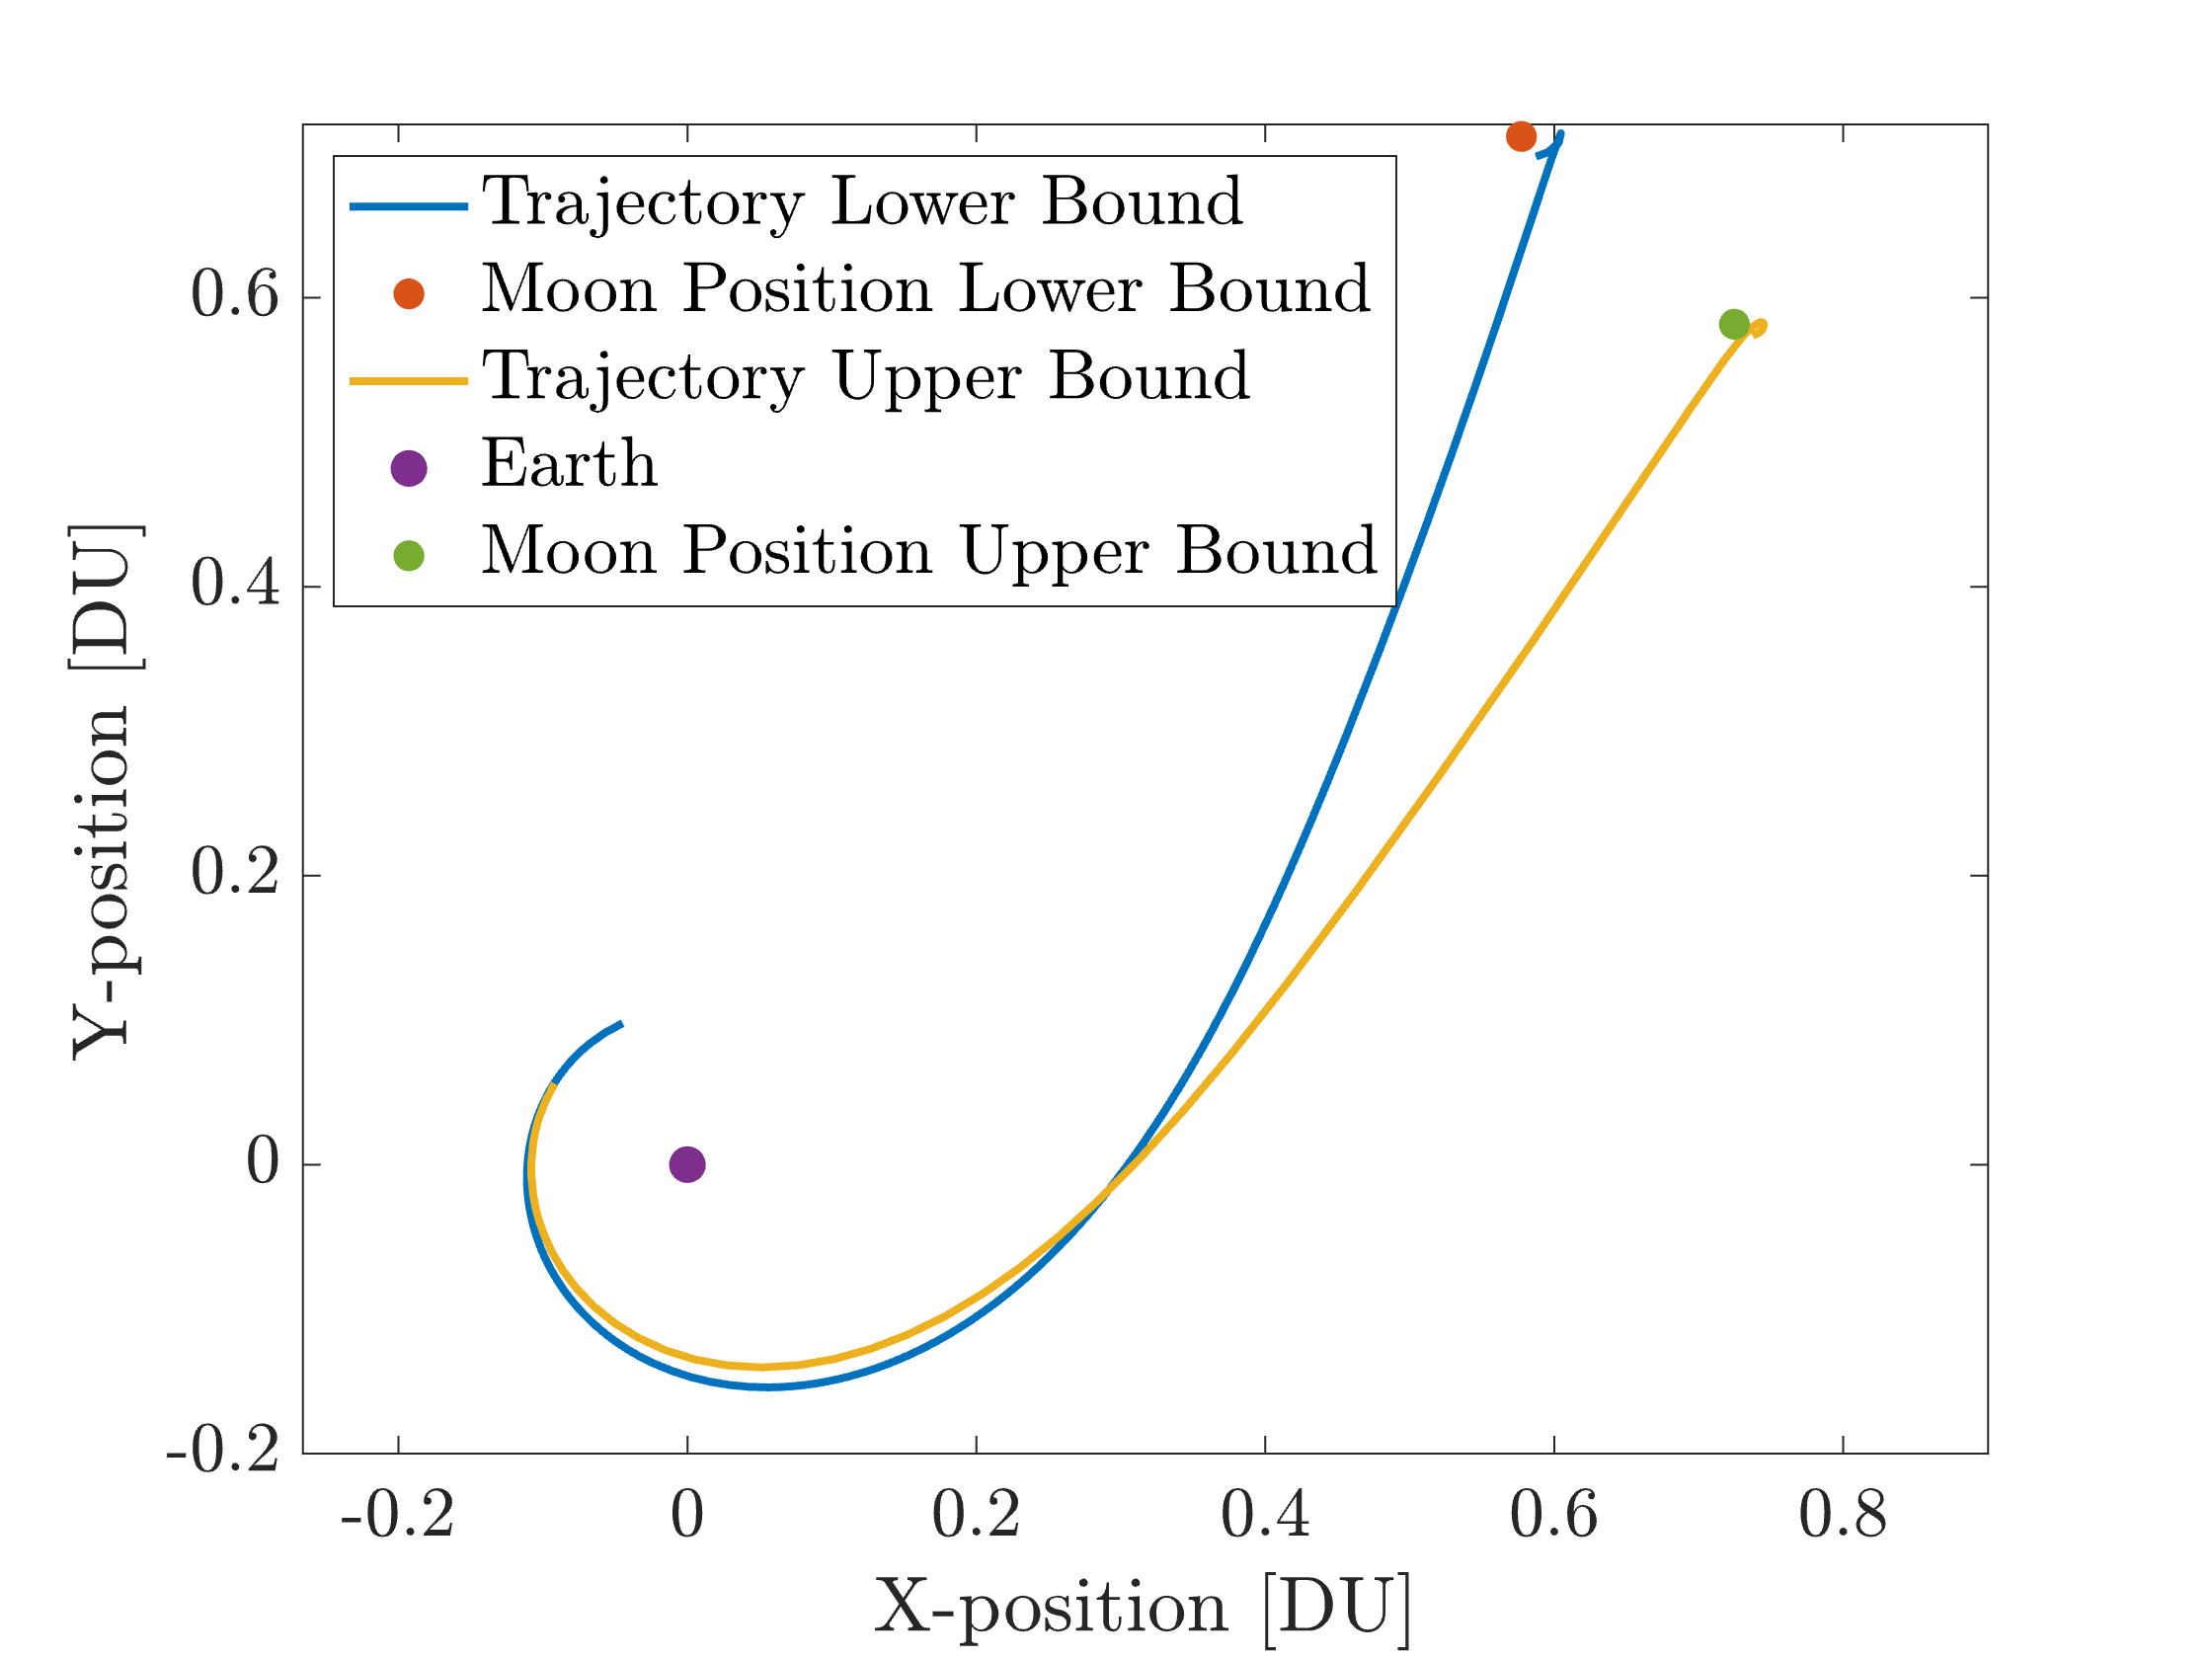 Trajectory Lower Bound
Moon Position Lower Bound
Trajectory Upper Bound
Earth
Moon Position Upper Bound
0.6
0.4
0.2
0
-0.2
Y-position [DU]
-0.2 0 0.2 0.4 0.6 0.8
X-position [DU]